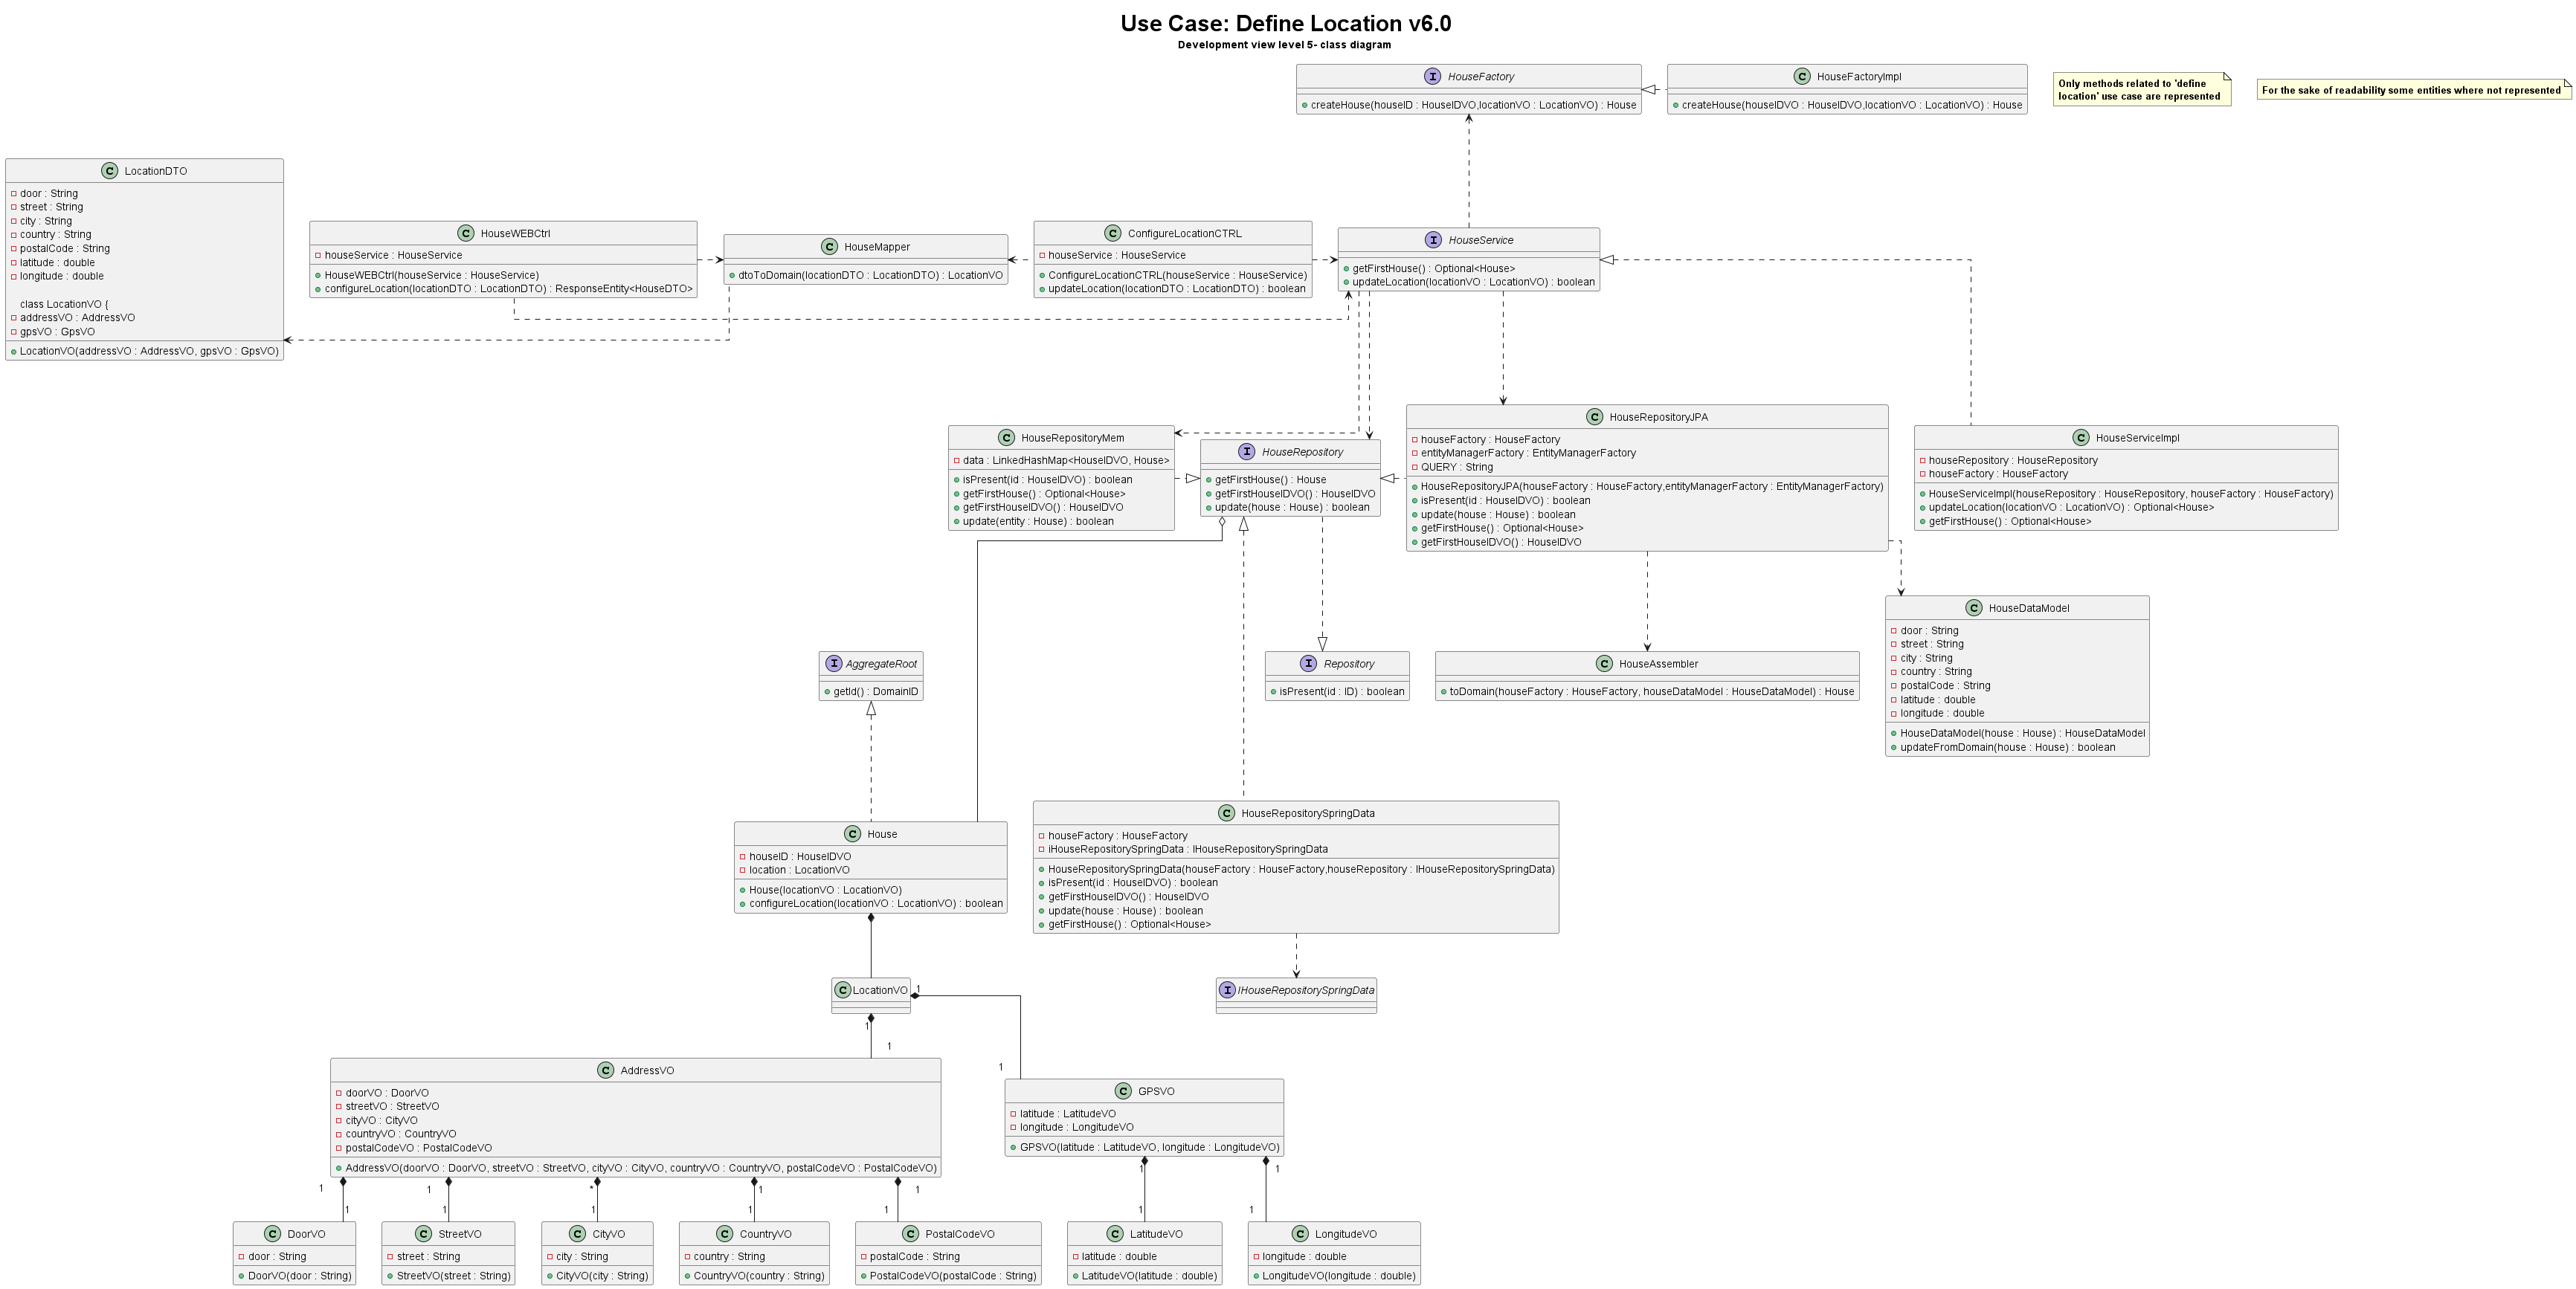 Use Case: Define Location v6.0
Development view level 5- class diagram
I HouseFactory
createHouse(houseID : HouseIDVO,locationVO : LocationVO) : House
C HouseFactoryImpl
createHouse(houseIDVO : HouseIDVO,locationVO : LocationVO) : House
Only methods related to 'define
location' use case are represented
For the sake of readability some entities where not represented
C LocationDTO
door : String
street : String
city : String
country : String
postalCode : String
latitude : double
longitude : double
class LocationVO {
addressVO : AddressVO
gpsVO : GpsVO
LocationVO(addressVO : AddressVO, gpsVO : GpsVO)
C HouseWEBCtrl
houseService : HouseService
HouseWEBCtrl(houseService : HouseService)
configureLocation(locationDTO : LocationDTO) : ResponseEntity<HouseDTO>
C HouseMapper
dtoToDomain(locationDTO : LocationDTO) : LocationVO
C ConfigureLocationCTRL
houseService : HouseService
ConfigureLocationCTRL(houseService : HouseService)
updateLocation(locationDTO : LocationDTO) : boolean
I HouseService
getFirstHouse() : Optional<House>
updateLocation(locationVO : LocationVO) : boolean
C HouseRepositoryMem
data : LinkedHashMap<HouseIDVO, House>
isPresent(id : HouseIDVO) : boolean
getFirstHouse() : Optional<House>
getFirstHouseIDVO() : HouseIDVO
update(entity : House) : boolean
I HouseRepository
getFirstHouse() : House
getFirstHouseIDVO() : HouseIDVO
update(house : House) : boolean
C HouseRepositoryJPA
houseFactory : HouseFactory
entityManagerFactory : EntityManagerFactory
QUERY : String
HouseRepositoryJPA(houseFactory : HouseFactory,entityManagerFactory : EntityManagerFactory)
isPresent(id : HouseIDVO) : boolean
update(house : House) : boolean
getFirstHouse() : Optional<House>
getFirstHouseIDVO() : HouseIDVO
C HouseServiceImpl
houseRepository : HouseRepository
houseFactory : HouseFactory
HouseServiceImpl(houseRepository : HouseRepository, houseFactory : HouseFactory)
updateLocation(locationVO : LocationVO) : Optional<House>
getFirstHouse() : Optional<House>
I AggregateRoot
getId() : DomainID
I Repository
isPresent(id : ID) : boolean
C HouseAssembler
toDomain(houseFactory : HouseFactory, houseDataModel : HouseDataModel) : House
C HouseDataModel
door : String
street : String
city : String
country : String
postalCode : String
latitude : double
longitude : double
HouseDataModel(house : House) : HouseDataModel
updateFromDomain(house : House) : boolean
C House
houseID : HouseIDVO
location : LocationVO
House(locationVO : LocationVO)
configureLocation(locationVO : LocationVO) : boolean
C HouseRepositorySpringData
houseFactory : HouseFactory
iHouseRepositorySpringData : IHouseRepositorySpringData
HouseRepositorySpringData(houseFactory : HouseFactory,houseRepository : IHouseRepositorySpringData)
isPresent(id : HouseIDVO) : boolean
getFirstHouseIDVO() : HouseIDVO
update(house : House) : boolean
getFirstHouse() : Optional<House>
C LocationVO
1
1
1
1
I IHouseRepositorySpringData
C AddressVO
doorVO : DoorVO
streetVO : StreetVO
cityVO : CityVO
countryVO : CountryVO
postalCodeVO : PostalCodeVO
AddressVO(doorVO : DoorVO, streetVO : StreetVO, cityVO : CityVO, countryVO : CountryVO, postalCodeVO : PostalCodeVO)
C GPSVO
latitude : LatitudeVO
longitude : LongitudeVO
GPSVO(latitude : LatitudeVO, longitude : LongitudeVO)
1 1 * 1 1 1 1
1 1 1 1 1 1 1
C DoorVO
door : String
DoorVO(door : String)
C StreetVO
street : String
StreetVO(street : String)
C CityVO
city : String
CityVO(city : String)
C CountryVO
country : String
CountryVO(country : String)
C PostalCodeVO
postalCode : String
PostalCodeVO(postalCode : String)
C LatitudeVO
latitude : double
LatitudeVO(latitude : double)
C LongitudeVO
longitude : double
LongitudeVO(longitude : double)